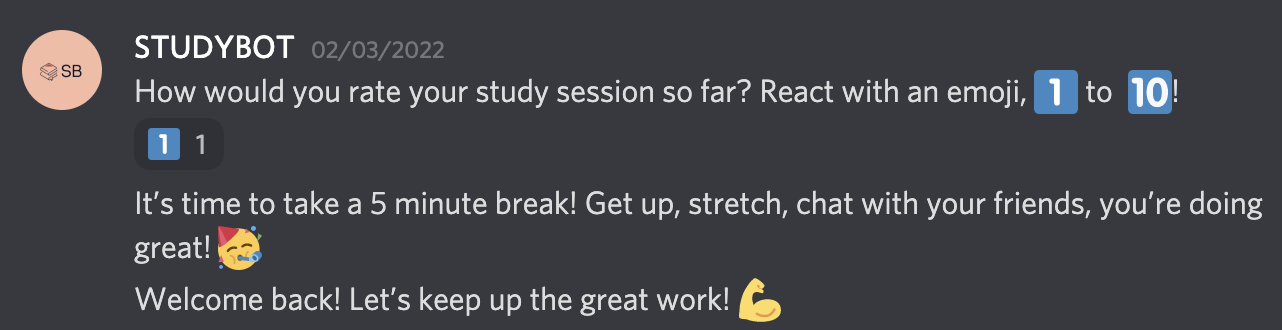 SB
STUDYBOT 02/03/2022
How would you rate your study session so far? React with an emoji, 1️⃣ to 🔟!
1️⃣ 1
It’s time to take a 5 minute break! Get up, stretch, chat with your friends, you’re doing
great! 🥳
Welcome back! Let’s keep up the great work! 💪